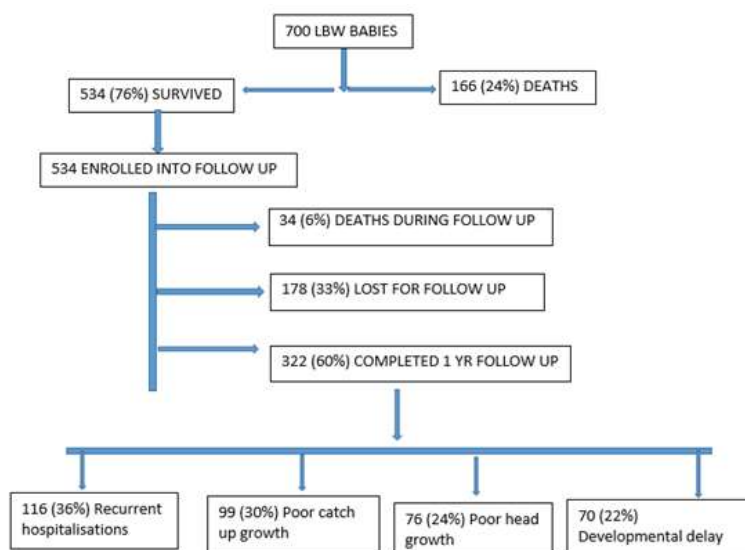 700 LBW BABIES
534 (76%) SURVIVED
166 (24%) DEATHS
534 ENROLLED INTO FOLLOW UP
34 (6%) DEATHS DURING FOLLOW UP
178 (33%) LOST FOR FOLLOW UP
322 (60%) COMPLETED 1 YR FOLLOW UP
116 (36%) Recurrent
hospitalisations
99 (30%) Poor catch
up growth
76 (24%) Poor head
growth
70 (22%)
Developmental delay